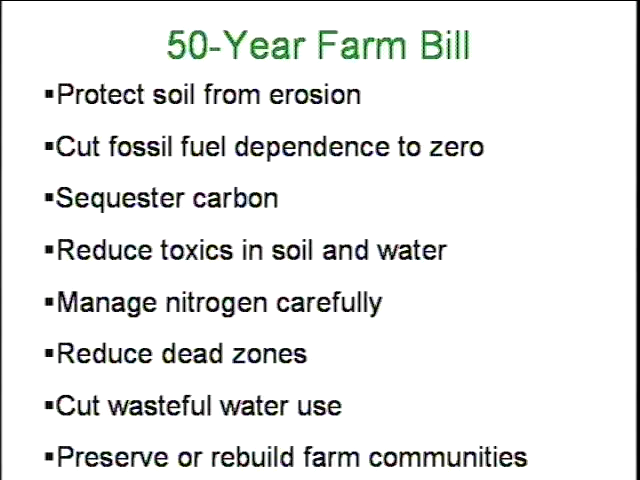 50-Year Farm Bill
▪Protect soil from erosion
▪Cut fossil fuel dependence to zero
▪Sequester carbon
▪Reduce toxics in soil and water
▪Manage nitrogen carefully
▪Reduce dead zones
▪Cut wasteful water use
▪Preserve or rebuild farm communities